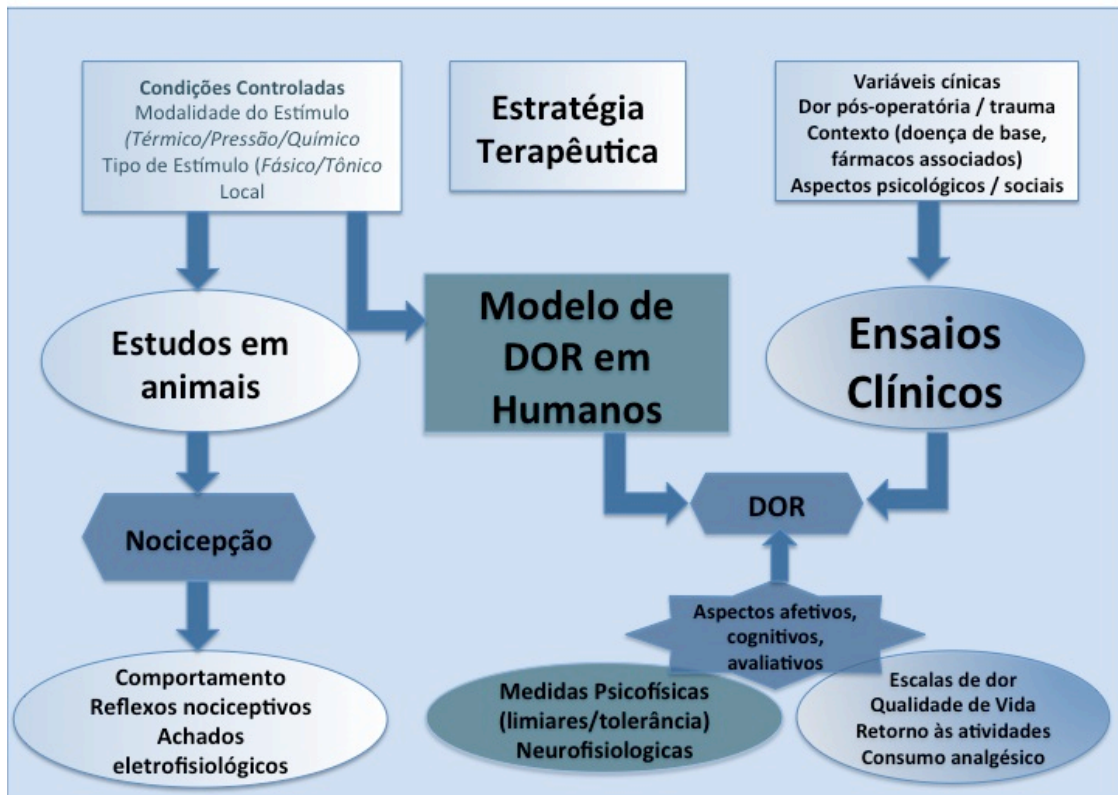 Condições Controladas
Modalidade do Estímulo
(Térmico/Pressão/Químico
Tipo de Estímulo (Fásico/Tônico
Local
Estratégia
Terapêutica
Variáveis cínicas
Dor pós-operatória / trauma
Contexto (doença de base,
fármacos associados)
Aspectos psicológicos / sociais
Estudos em
animais
Modelo de
DOR em
Humanos
Ensaios
Clínicos
Nocicepção
DOR
Aspectos afetivos,
cognitivos,
avaliativos
Comportamento
Reflexos nociceptivos
Achados
eletrofisiológicos
Medidas Psicofísicas
(limiares/tolerância)
Neurofisiologicas
Escalas de dor
Qualidade de Vida
Retorno às atividades
Consumo analgésico